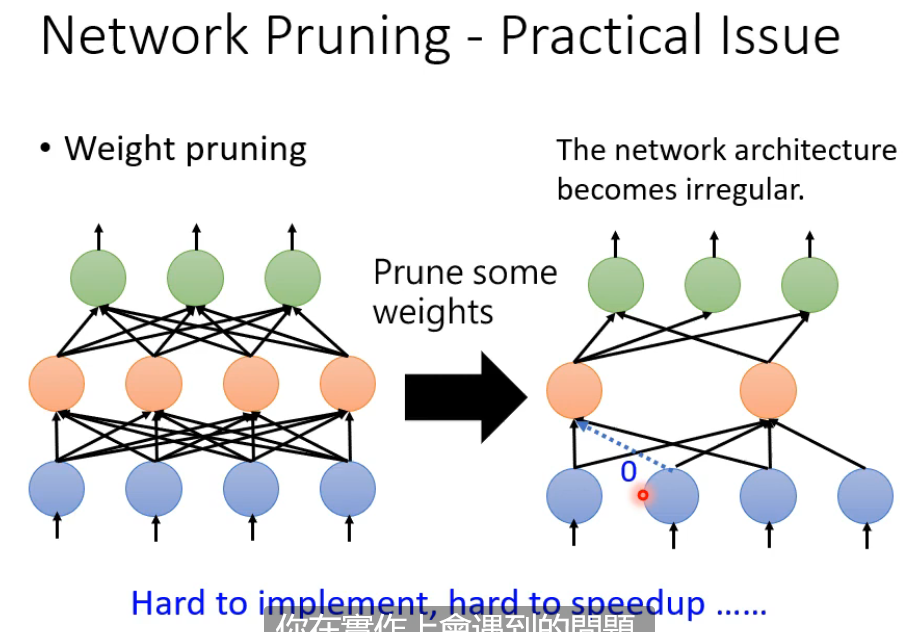 Network Pruning - Practical Issue
• Weight pruning
The network architecture
becomes irregular.
Prune some
weights
0
Hard to implement, hard to speedup ......
你在實作上會遇到的問題